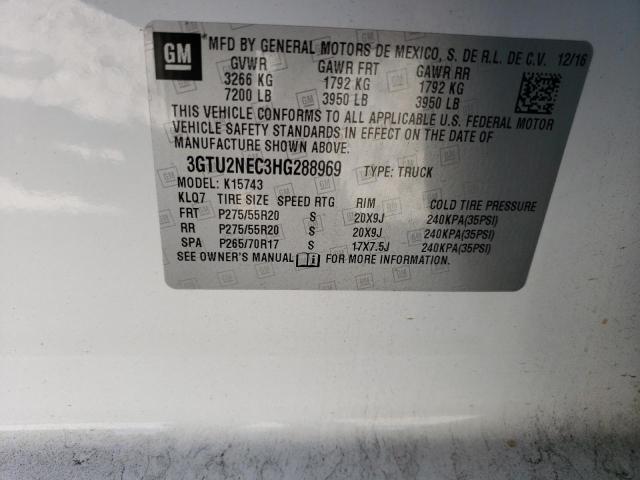 GM *MFD BY GENERAL MOTORS DE MEXICO, S. DE R.L. DE C.V. 12/16
GVWR GAWR FRT GAWR RR
3266 KG 1792 KG 1792 KG
7200 LB 3950 LB 3950 LB
THIS VEHICLE CONFORMS TO ALL APPLICABLE U.S. FEDERAL MOTOR
VEHICLE SAFETY STANDARDS IN EFFECT ON THE DATE OF
MANUFACTURE SHOWN ABOVE.
3GTU2NEC3HG288969 TYPE: TRUCK
MODEL: K15743
KLQ7 TIRE SIZE SPEED RTG RIM COLD TIRE PRESSURE
FRT P275/55R20 S 20X9J 240KPA(35PSI)
RR P275/55R20 S 20X9J 240KPA(35PSI)
SPA P265/70R17 S 17X7.5J 240KPA(35PSI)
SEE OWNER'S MANUAL i FOR MORE INFORMATION.